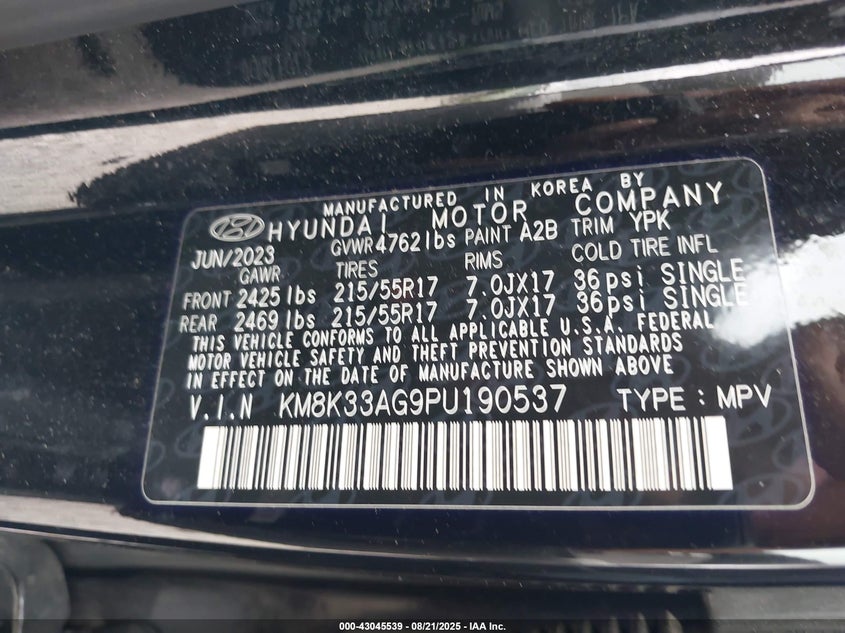 MANUFACTURED IN KOREA BY
HYUNDAI MOTOR COMPANY
JUN/2023 GVWR 4762 lbs PAINT A2B TRIM YPK
GAWR TIRES RIMS COLD TIRE INFL
FRONT 2425 lbs 215/55R17 7.0JX17 36psi SINGLE
REAR 2469 lbs 215/55R17 7.0JX17 36psi SINGLE
THIS VEHICLE CONFORMS TO ALL APPLICABLE U.S.A. FEDERAL
MOTOR VEHICLE SAFETY AND THEFT PREVENTION STANDARDS
IN EFFECT ON THE DATE OF MANUFACTURE SHOWN ABOVE
V.I.N KM8K33AG9PU190537 TYPE : MPV
000-43045539 - 08/21/2025 - IAA Inc.